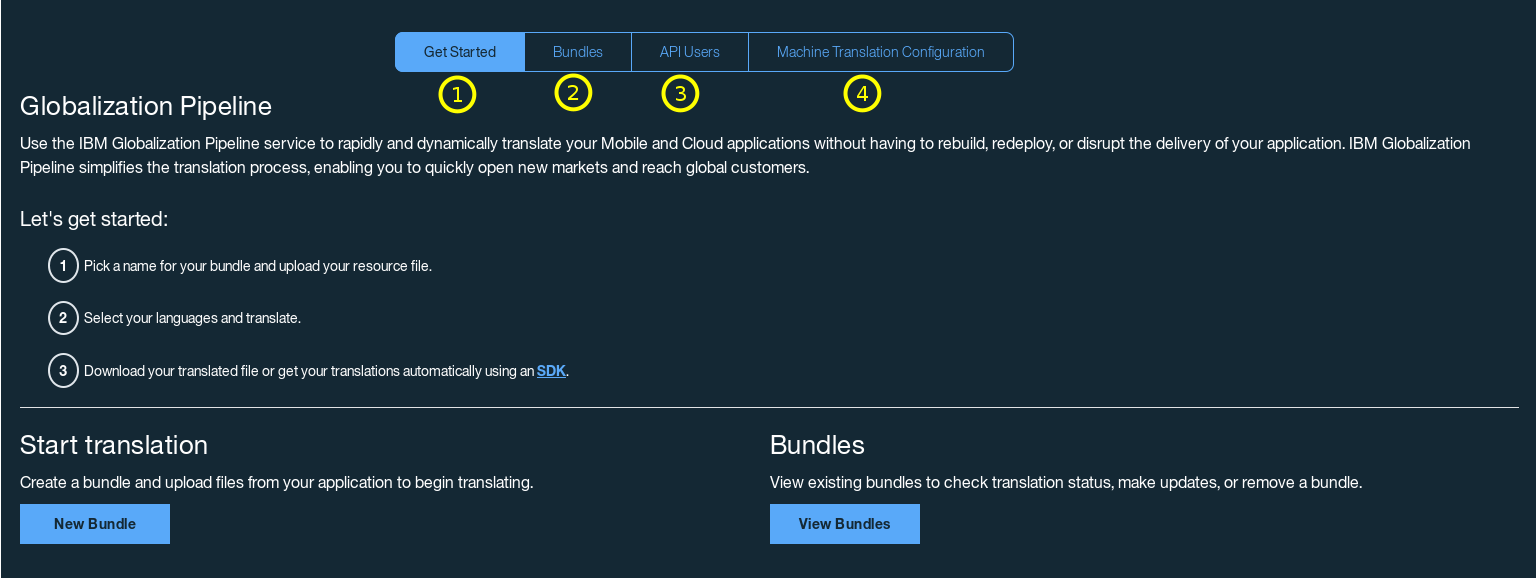 Get Started Bundles API Users Machine Translation Configuration
1 2 3 4
Globalization Pipeline
Use the IBM Globalization Pipeline service to rapidly and dynamically translate your Mobile and Cloud applications without having to rebuild, redeploy, or disrupt the delivery of your application. IBM Globalization
Pipeline simplifies the translation process, enabling you to quickly open new markets and reach global customers.
Let's get started:
1 Pick a name for your bundle and upload your resource file.
2 Select your languages and translate.
3 Download your translated file or get your translations automatically using an SDK.
Start translation
Create a bundle and upload files from your application to begin translating.
New Bundle
Bundles
View existing bundles to check translation status, make updates, or remove a bundle.
View Bundles